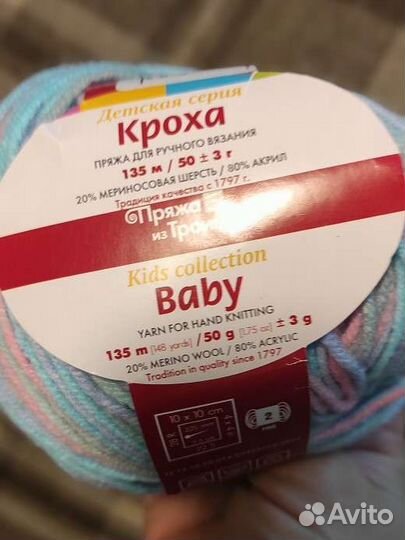 Детская серия
Кроха
ПРЯЖА ДЛЯ РУЧНОГО ВЯЗАНИЯ
135 м / 50 ± 3 г
20% МЕРИНОСОВАЯ ШЕРСТЬ / 80% АКРИЛ
Традиция качества с 1797 г.
Пряжа
из
Kids collection
Baby
YARN FOR HAND KNITTING
135 m [148 yards] / 50 g [1.75 oz] ± 3 g
20% MERINO WOOL / 80% ACRYLIC
Tradition in quality since 1797
10 x 10 cm
2
Avito